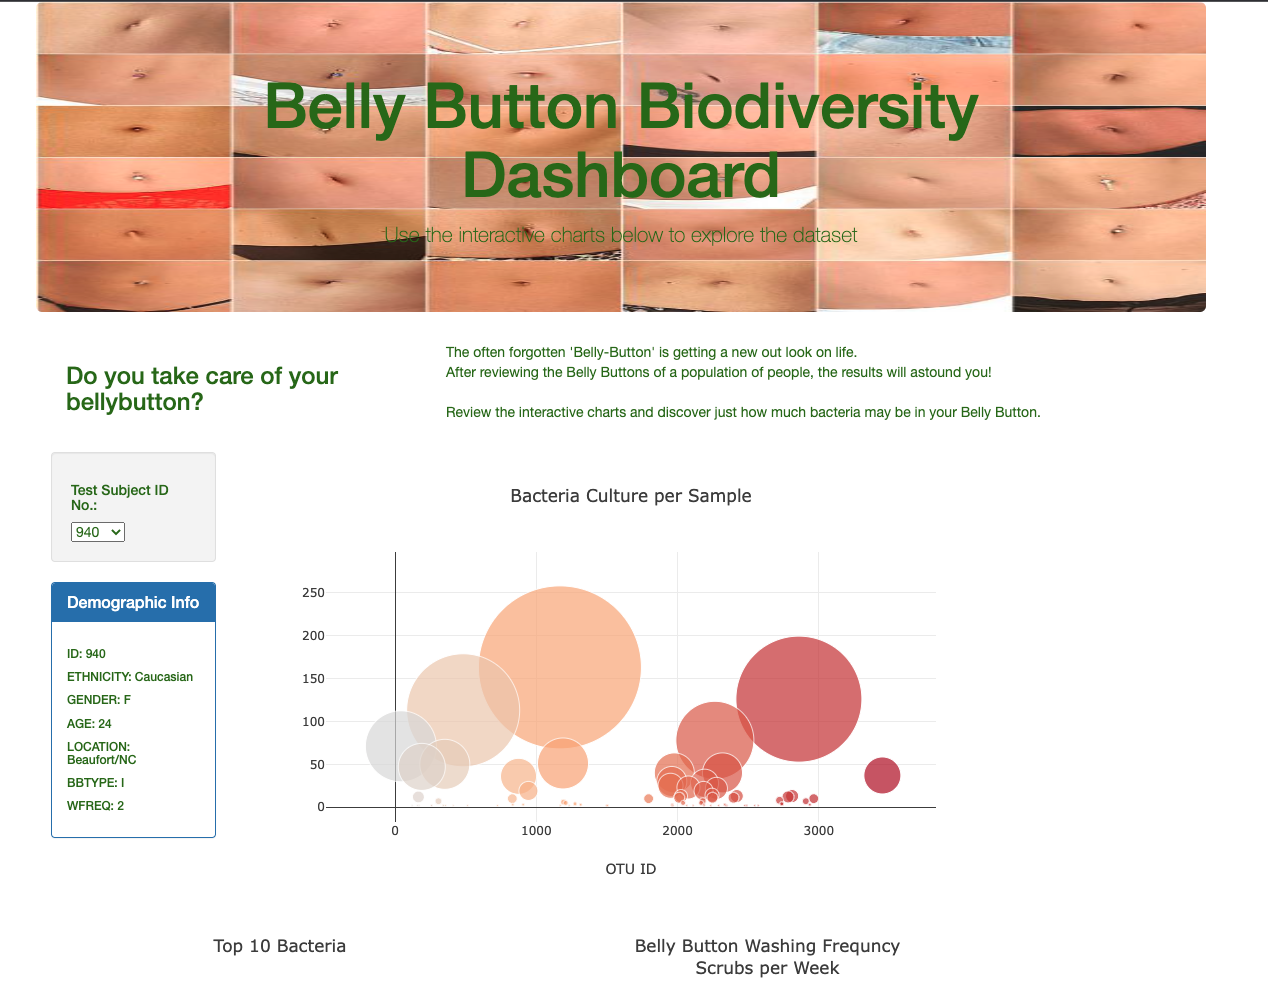 Belly Button Biodiversity
Dashboard
Use the interactive charts below to explore the dataset
Do you take care of your
bellybutton?
The often forgotten 'Belly-Button' is getting a new out look on life.
After reviewing the Belly Buttons of a population of people, the results will astound you!
Review the interactive charts and discover just how much bacteria may be in your Belly Button.
Test Subject ID
No.:
940
Demographic Info
ID: 940
ETHNICITY: Caucasian
GENDER: F
AGE: 24
LOCATION:
Beaufort/NC
BBTYPE: I
WFREQ: 2
Bacteria Culture per Sample
250
200
150
100
50
0
0 1000 2000 3000
OTU ID
Top 10 Bacteria
Belly Button Washing Frequncy
Scrubs per Week